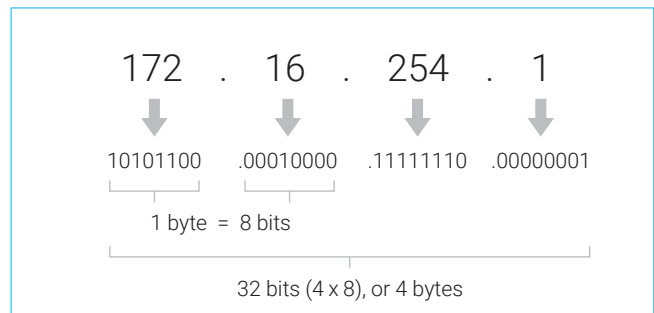 172 . 16 . 254 . 1
10101100 .00010000 .11111110 .00000001
1 byte = 8 bits
32 bits (4 x 8), or 4 bytes